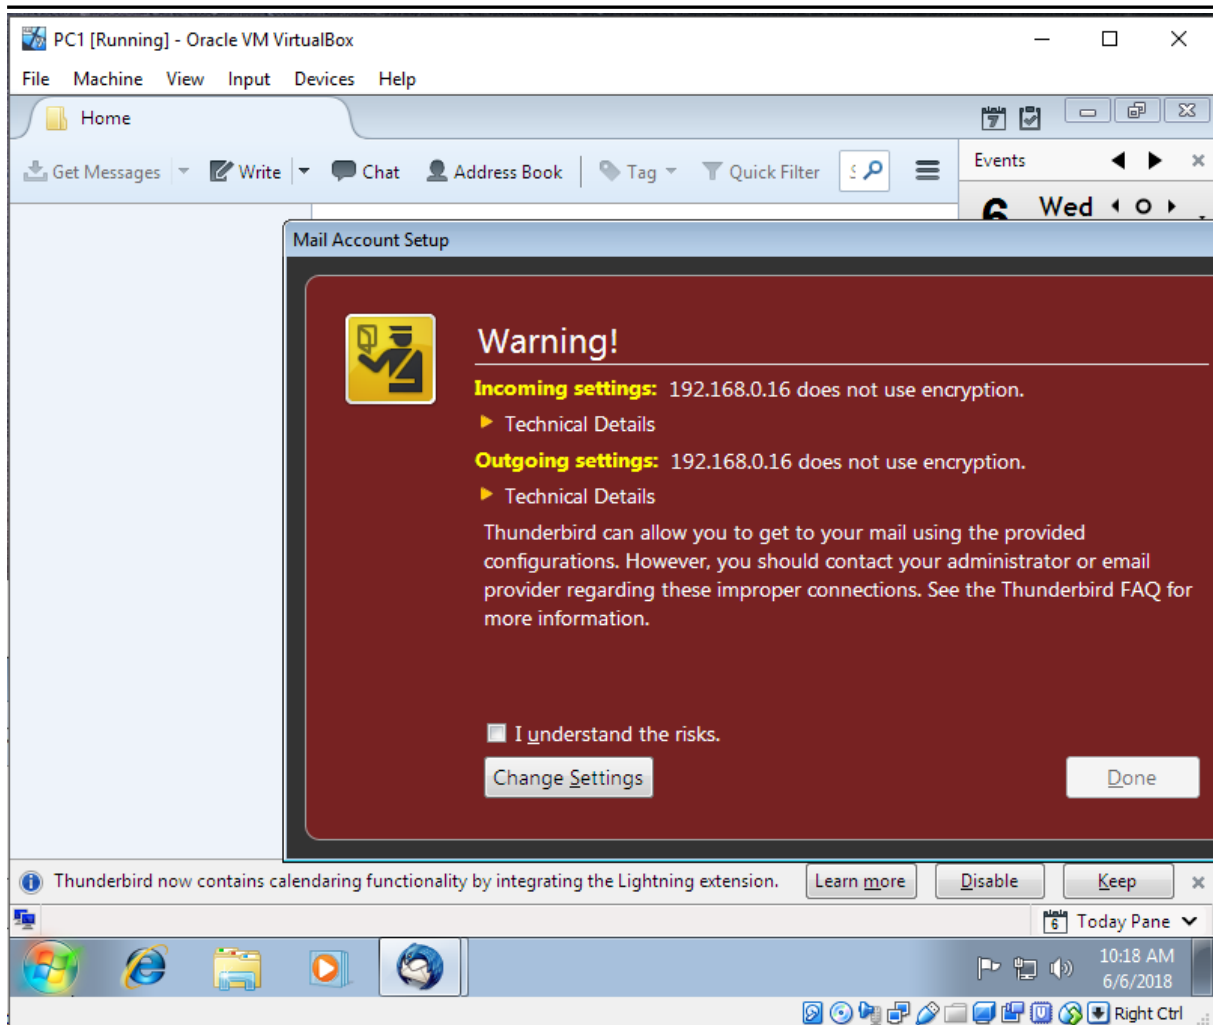 PC1 [Running] - Oracle VM VirtualBox
File Machine View Input Devices Help
Home
7
Get Messages Write Chat Address Book Tag Quick Filter S
Events
6 Wed
Mail Account Setup
Warning!
Incoming settings: 192.168.0.16 does not use encryption.
Technical Details
Outgoing settings: 192.168.0.16 does not use encryption.
Technical Details
Thunderbird can allow you to get to your mail using the provided
configurations. However, you should contact your administrator or email
provider regarding these improper connections. See the Thunderbird FAQ for
more information.
I understand the risks.
Change Settings Done
Thunderbird now contains calendaring functionality by integrating the Lightning extension. Learn more Disable Keep
6 Today Pane
10:18 AM
6/6/2018
Right Ctrl